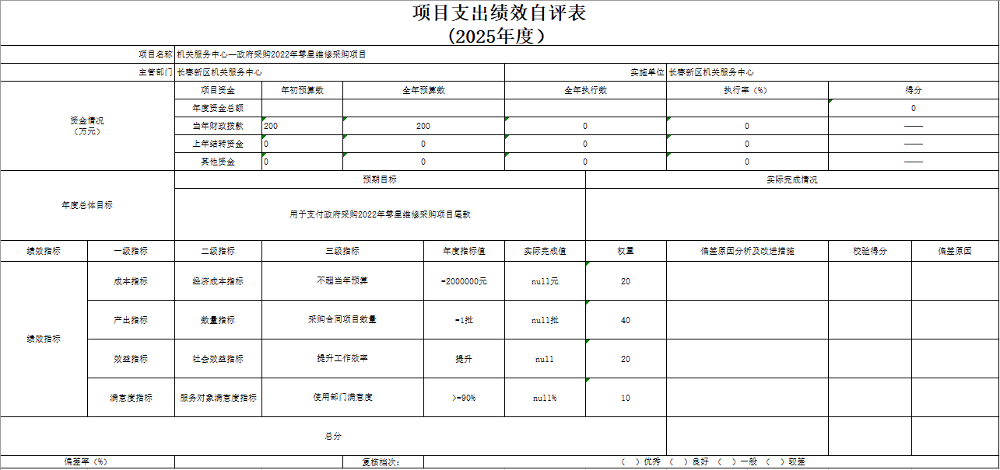 项目支出绩效自评表
(2025年度)
项目名称 机关服务中心—政府采购2022年零星维修采购项目
主管部门 长春新区机关服务中心 实施单位 长春新区机关服务中心
资金情况
（万元）
项目资金 年初预算数 全年预算数 全年执行数 执行率（%） 得分
年度资金总额 0
当年财政拨款 200 200 0 0 ——
上年结转资金 0 0 0 0 ——
其他资金 0 0 0 0 ——
年度总体目标
预期目标 实际完成情况
用于支付政府采购2022年零星维修采购项目尾款
绩效指标 一级指标 二级指标 三级指标 年度指标值 实际完成值 权重 偏差原因分析及改进措施 校验得分 偏差原因
绩效指标
成本指标 经济成本指标 不超当年预算 =2000000元 null元 20
产出指标 数量指标 采购合同项目数量 =1批 null批 40
效益指标 社会效益指标 提升工作效率 提升 null 20
满意度指标 服务对象满意度指标 使用部门满意度 >=90% null% 10
总分
偏差率（%） 复核档次： （ ）优秀 （ ）良好 （ ）一般 （ ）较差